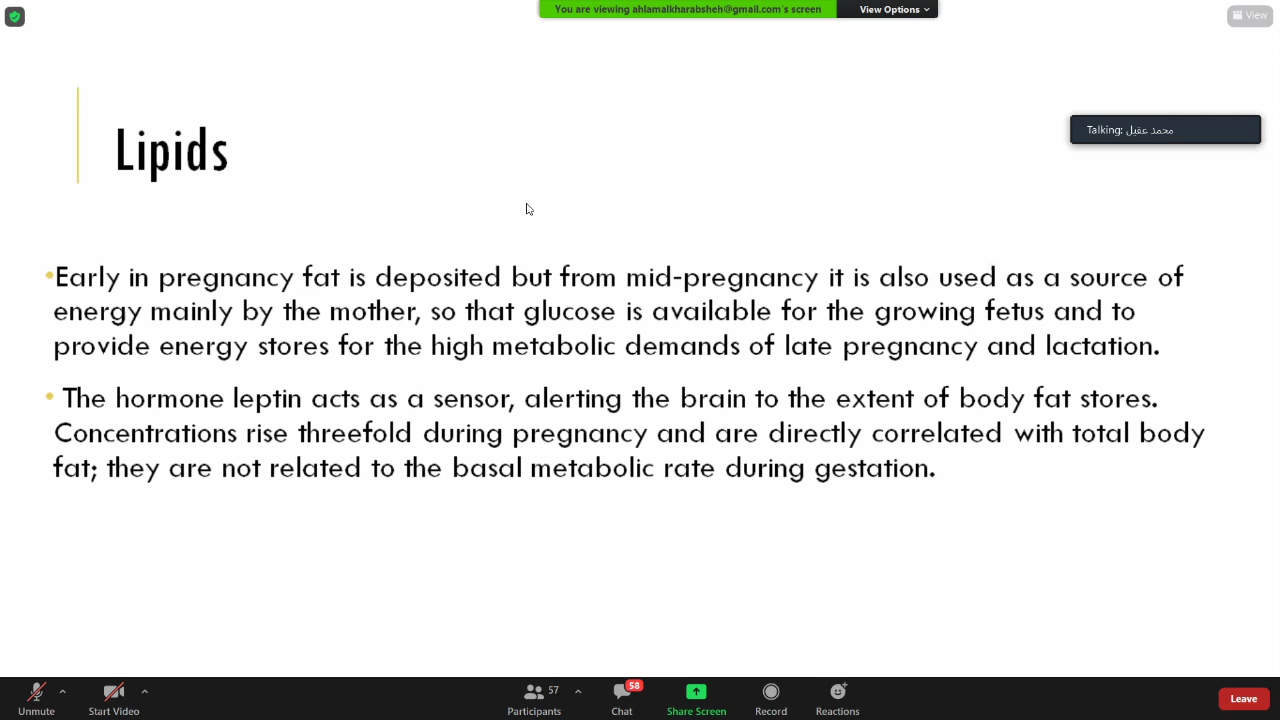 You are viewing ahlamalkharabsheh@gmail.com's screen
View Options
View
Talking: محمد عقيل
Lipids
•Early in pregnancy fat is deposited but from mid-pregnancy it is also used as a source of
energy mainly by the mother, so that glucose is available for the growing fetus and to
provide energy stores for the high metabolic demands of late pregnancy and lactation.
• The hormone leptin acts as a sensor, alerting the brain to the extent of body fat stores.
Concentrations rise threefold during pregnancy and are directly correlated with total body
fat; they are not related to the basal metabolic rate during gestation.
Unmute
Start Video
57
Participants
58
Chat
Share Screen
Record
Reactions
Leave